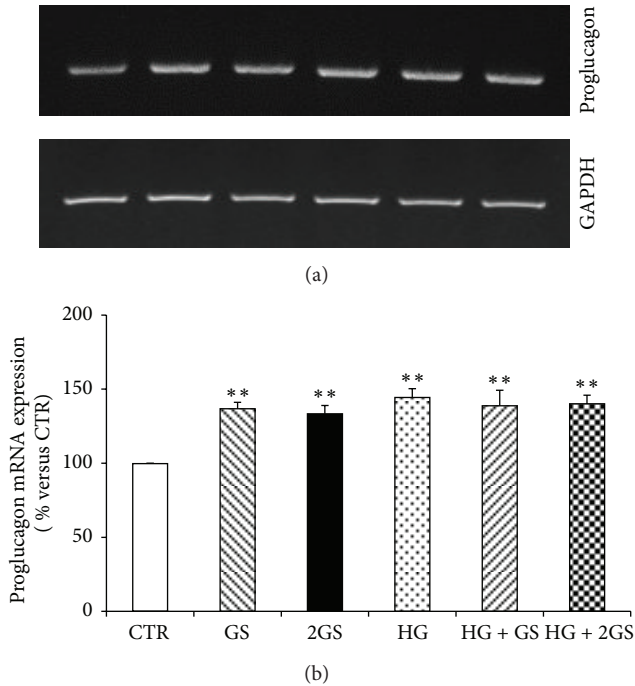 Proglucagon
GAPDH
(a)
Proglucagon mRNA expression
( % versus CTR)
200
150
100
50
0
**
**
**
**
**
CTR GS 2GS HG HG + GS HG + 2GS
(b)